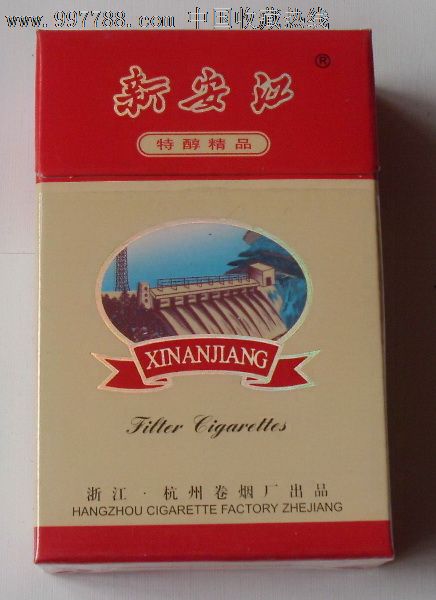 www.997788.com 中国收藏热线
新安江
®
特醇精品
XINANJIANG
Filter Cigarettes
浙江·杭州卷烟厂出品
HANGZHOU CIGARETTE FACTORY ZHEJIANG